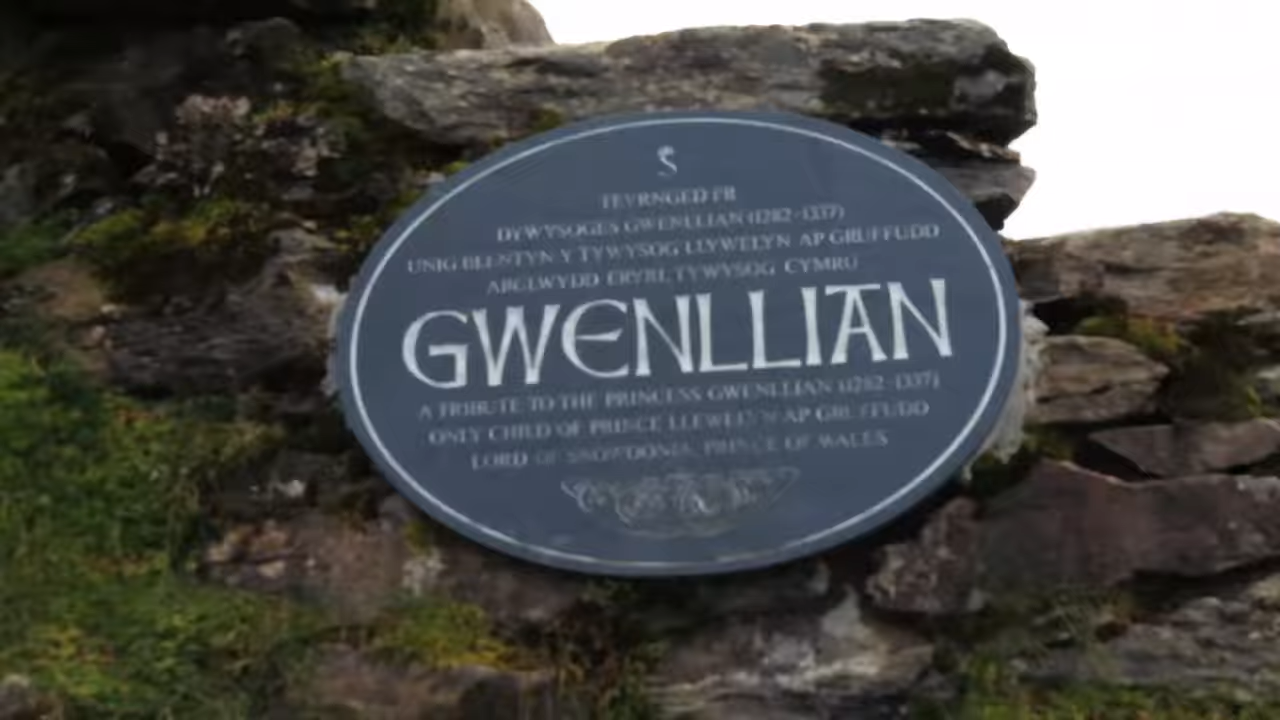 TEYRNGED I'R
DYWYSOGES GWENLLIAN (1282-1337)
UNIG BLENTYN Y TYWYSOG LLYWELYN AP GRUFFUDD
ARGLWYDD ERYRI, TYWYSOG CYMRU
GWENLLIAN
A TRIBUTE TO THE PRINCESS GWENLLIAN (1282-1337)
ONLY CHILD OF PRINCE LLEWELYN AP GRUFFUDD
LORD OF SNOWDONIA, PRINCE OF WALES